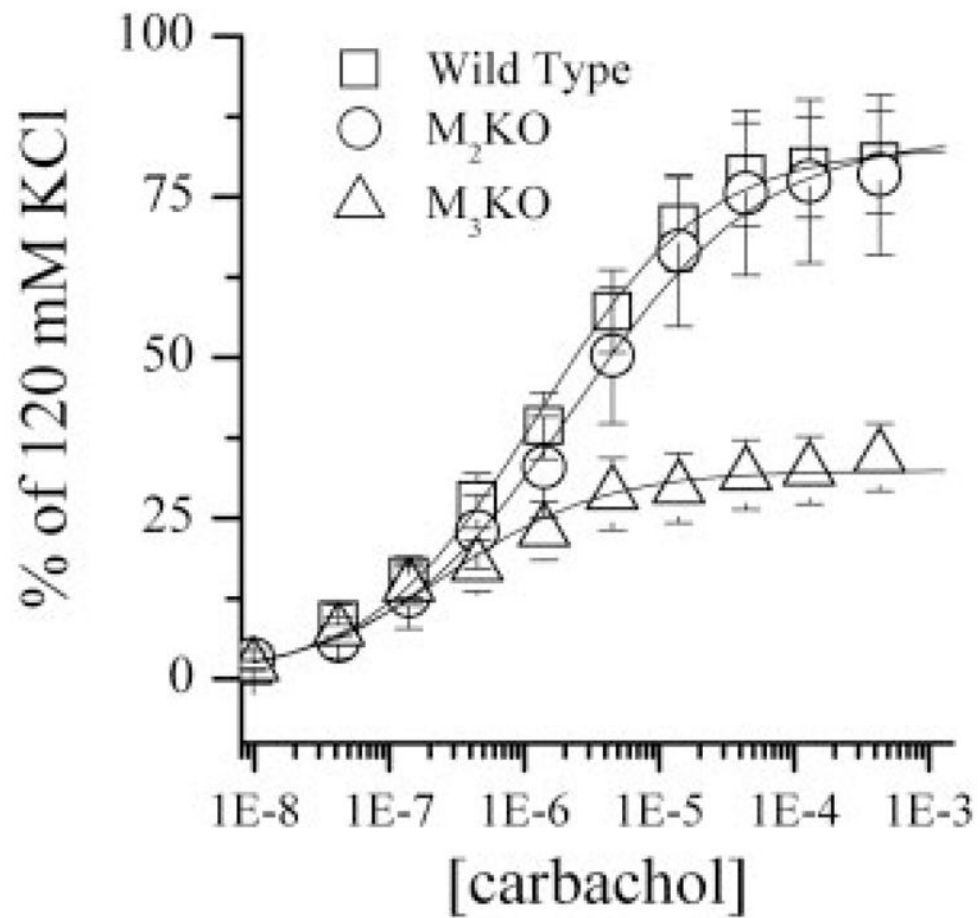 100
75
50
25
0
% of 120 mM KCl
Wild Type
M₂KO
M₃KO
1E-8 1E-7 1E-6 1E-5 1E-4 1E-3
[carbachol]